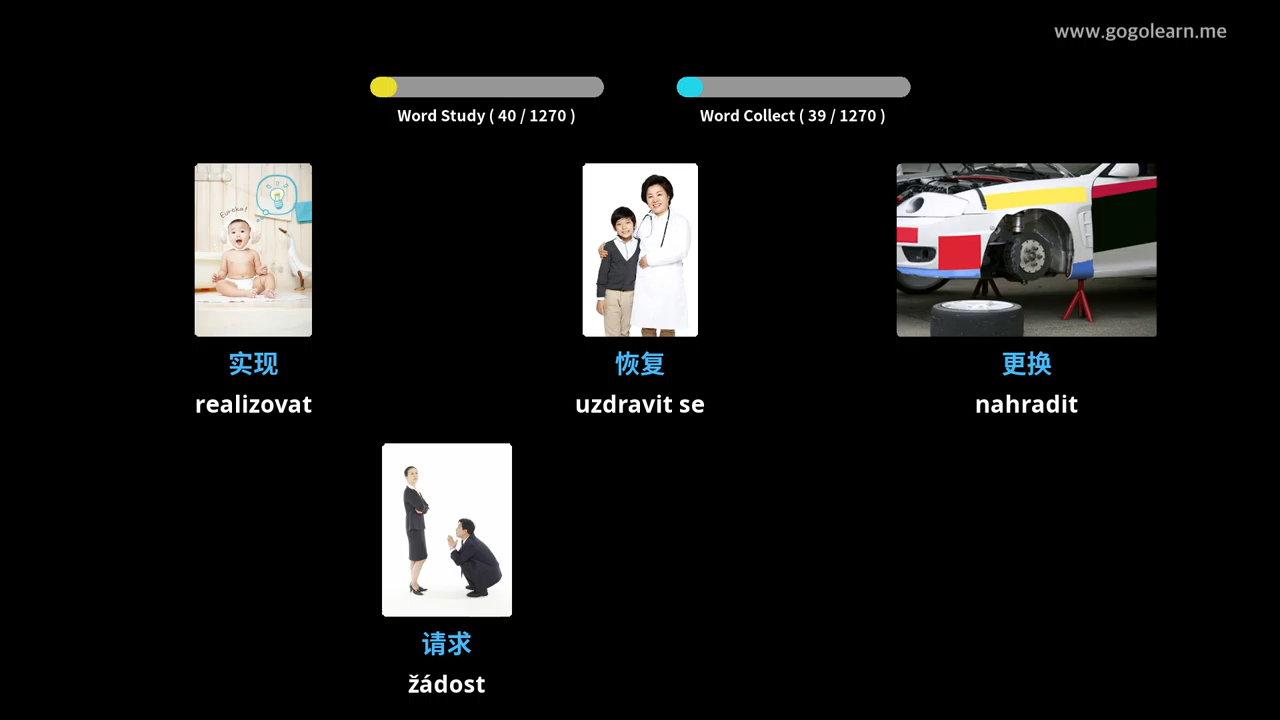 www.gogolearn.me
Word Study ( 40 / 1270 )
Word Collect ( 39 / 1270 )
Eureka!
实现
恢复
更换
realizovat
uzdravit se
nahradit
请求
žádost